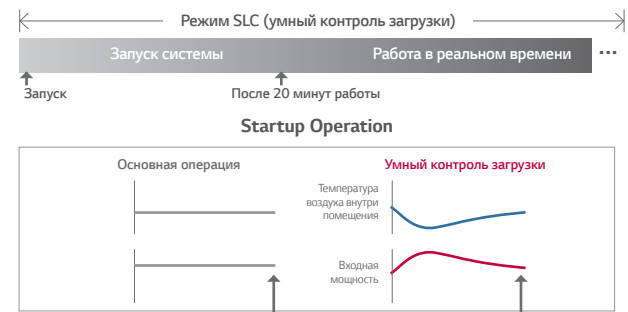 Режим SLC (умный контроль загрузки)
Запуск системы
Работа в реальном времени
...
Запуск
После 20 минут работы
Startup Operation
Основная операция
Умный контроль загрузки
Температура
воздуха внутри
помещения
Входная
мощность